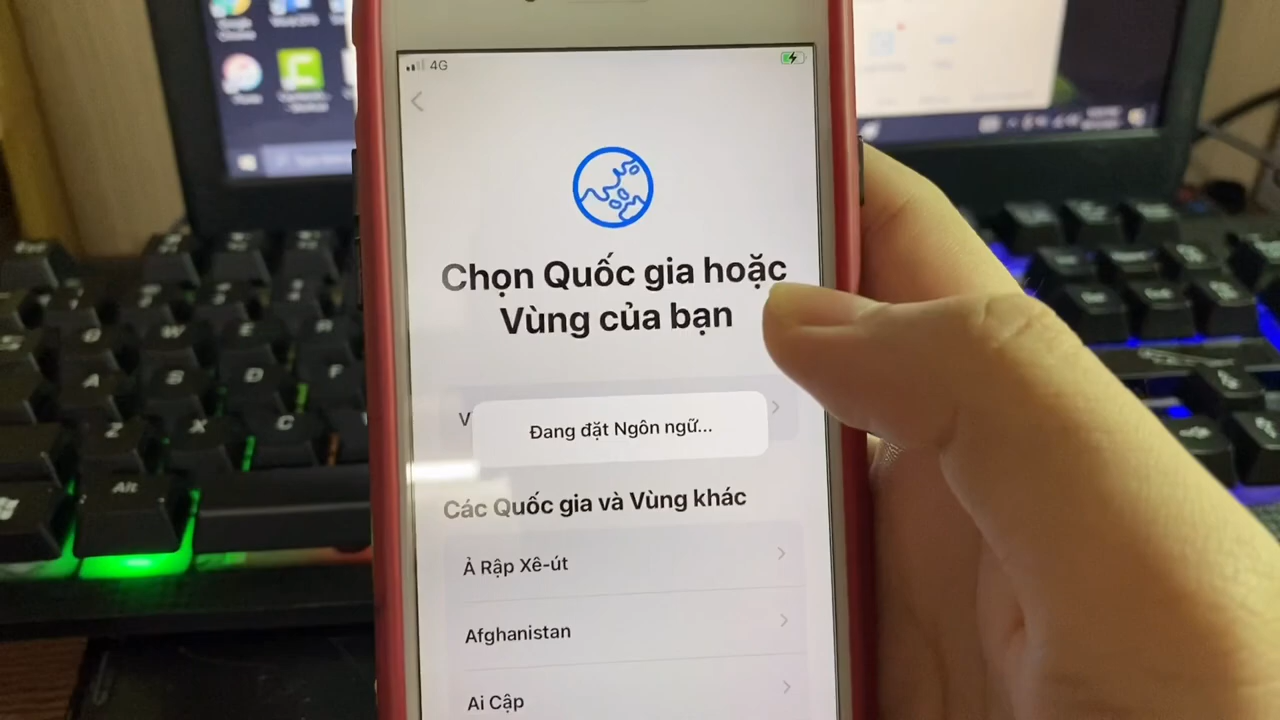 4G
Chọn Quốc gia hoặc
Vùng của bạn
V
Đang đặt Ngôn ngữ...
Các Quốc gia và Vùng khác
Ả Rập Xê-út
Afghanistan
Ai Cập
G
W
E
R
A
S
D
F
Z
X
C
Alt